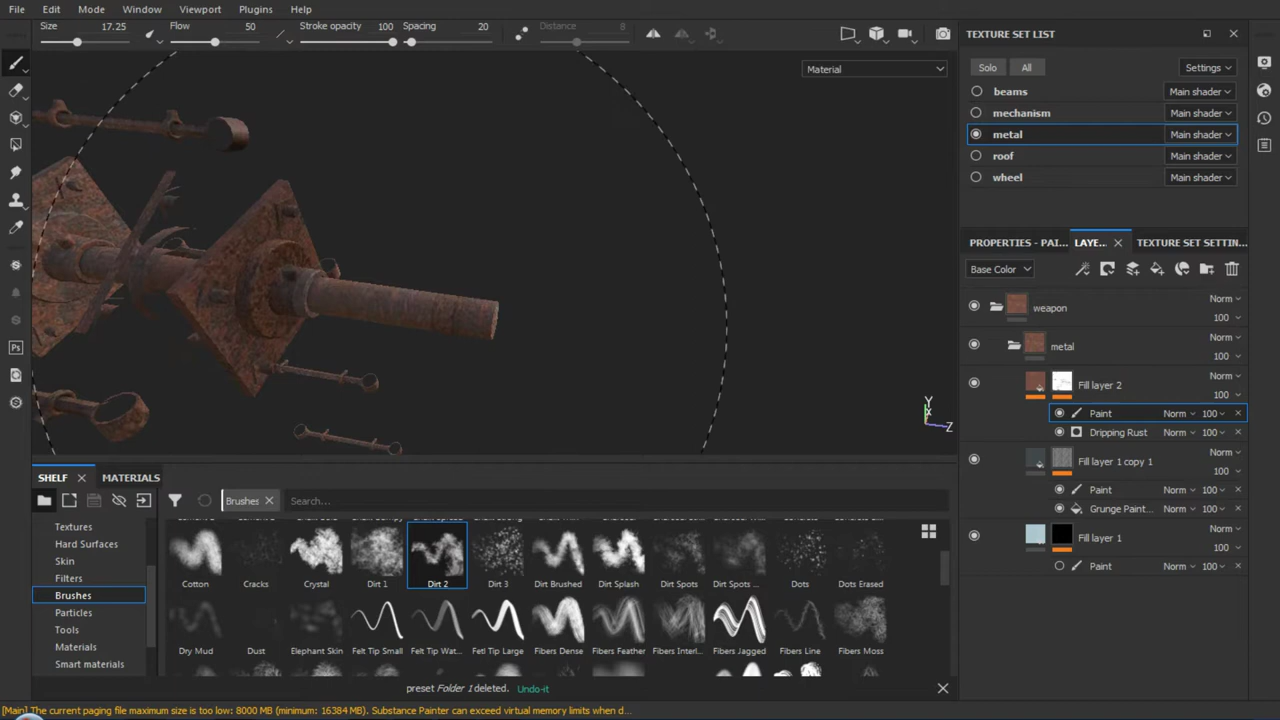 File Edit Mode Window Viewport Plugins Help
Size 17.25 Flow 50 Stroke opacity 100 Spacing 20 Distance 8
Material
Y
X
Z
TEXTURE SET LIST
Solo All Settings
beams Main shader
mechanism Main shader
metal Main shader
roof Main shader
wheel Main shader
PROPERTIES - PAI... LAYE... TEXTURE SET SETTIN...
Base Color
weapon Norm
100
metal Norm
100
Fill layer 2 Norm
100
Paint Norm 100
Dripping Rust Norm 100
Fill layer 1 copy 1 Norm
100
Paint Norm 100
Grunge Paint... Norm 100
Fill layer 1 Norm
100
Paint Norm 100
SHELF MATERIALS
Brushes Search...
Textures
Hard Surfaces
Skin
Filters
Brushes
Particles
Tools
Materials
Smart materials
Cotton Cracks Crystal Dirt 1 Dirt 2 Dirt 3 Dirt Brushed Dirt Splash Dirt Spots Dirt Spots ... Dots Dots Erased
Dry Mud Dust Elephant Skin Felt Tip Small Felt Tip Wat... Fetl Tip Large Fibers Dense Fibers Feather Fibers Interl... Fibers Jagged Fibers Line Fibers Moss
preset Folder 1 deleted. Undo-it
[Main] The current paging file maximum size is too low: 8000 MB (minimum: 16384 MB). Substance Painter can exceed virtual memory limits when d...
Ps